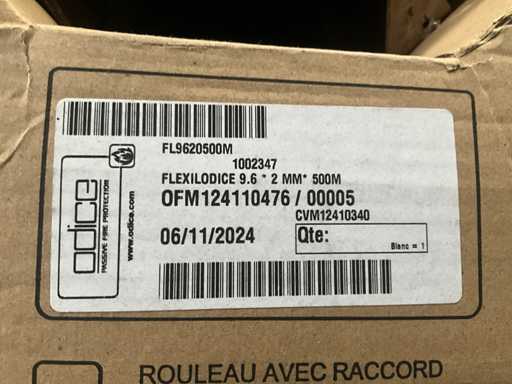 FL9620500M
1002347
FLEXILODICE 9.6 * 2 MM* 500M
OFM124110476 / 00005
CVM12410340
06/11/2024
Qte:
Blanc = 1
odice
PASSIVE FIRE PROTECTION
www.odice.com
ROULEAU AVEC RACCORD